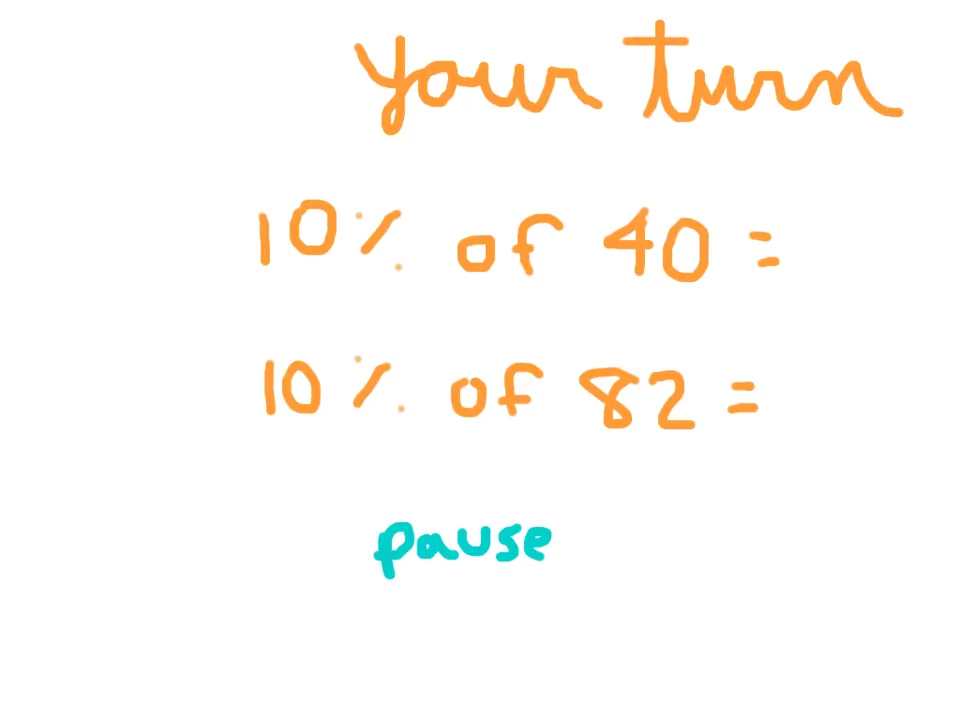 your turn
10% of 40 =
10% of 82 =
pause